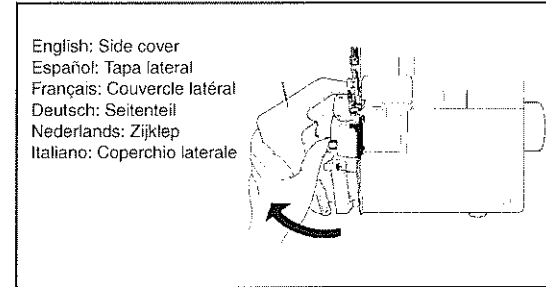 English: Side cover
Español: Tapa lateral
Français: Couvercle latéral
Deutsch: Seitenteil
Nederlands: Zijklep
Italiano: Coperchio laterale